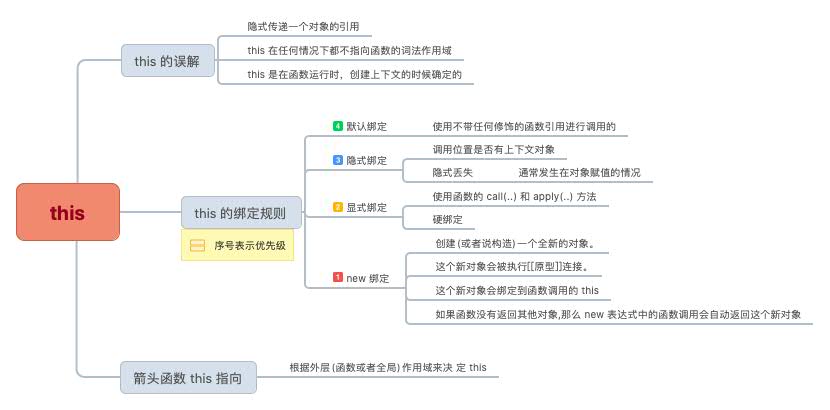 this
this 的误解
隐式传递一个对象的引用
this 在任何情况下都不指向函数的词法作用域
this 是在函数运行时，创建上下文的时候确定的
this 的绑定规则
序号表示优先级
4 默认绑定
使用不带任何修饰的函数引用进行调用的
3 隐式绑定
调用位置是否有上下文对象
隐式丢失
通常发生在对象赋值的情况
2 显式绑定
使用函数的 call(..) 和 apply(..) 方法
硬绑定
1 new 绑定
创建(或者说构造)一个全新的对象。
这个新对象会被执行[[原型]]连接。
这个新对象会绑定到函数调用的 this
如果函数没有返回其他对象,那么 new 表达式中的函数调用会自动返回这个新对象
箭头函数 this 指向
根据外层(函数或者全局)作用域来决 定 this